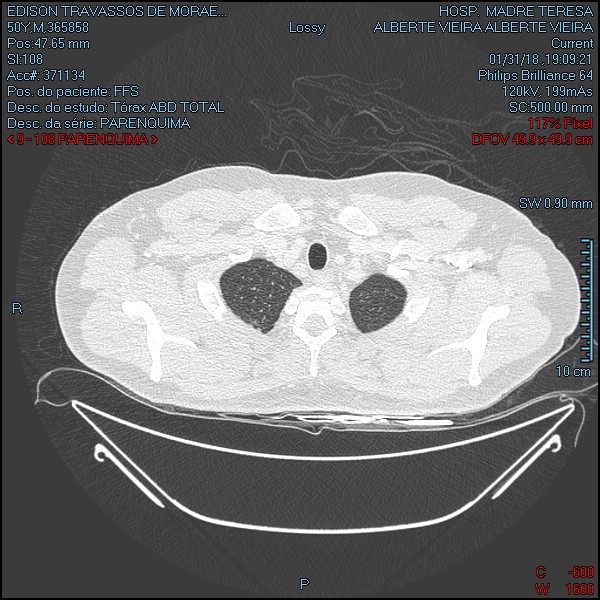 EDISON TRAVASSOS DE MORAE...
50Y,M,365858
Pos:47.65 mm
Sl:108
Acc#: 371134
Pos. do paciente: FFS
Desc. do estudo: Tórax ABD TOTAL
Desc. da série: PARENQUIMA
< 9 - 108 PARENQUIMA >
Lossy
HOSP. MADRE TERESA
ALBERTE VIEIRA ALBERTE VIEIRA
Current
01/31/18 ,19:09:21
Philips Brilliance 64
120kV, 199mAs
SC:500.00 mm
117% Pixel
DFOV 49.9 x 49.9 cm
SW 0.90 mm
R
10 cm
P
C -600
W 1600